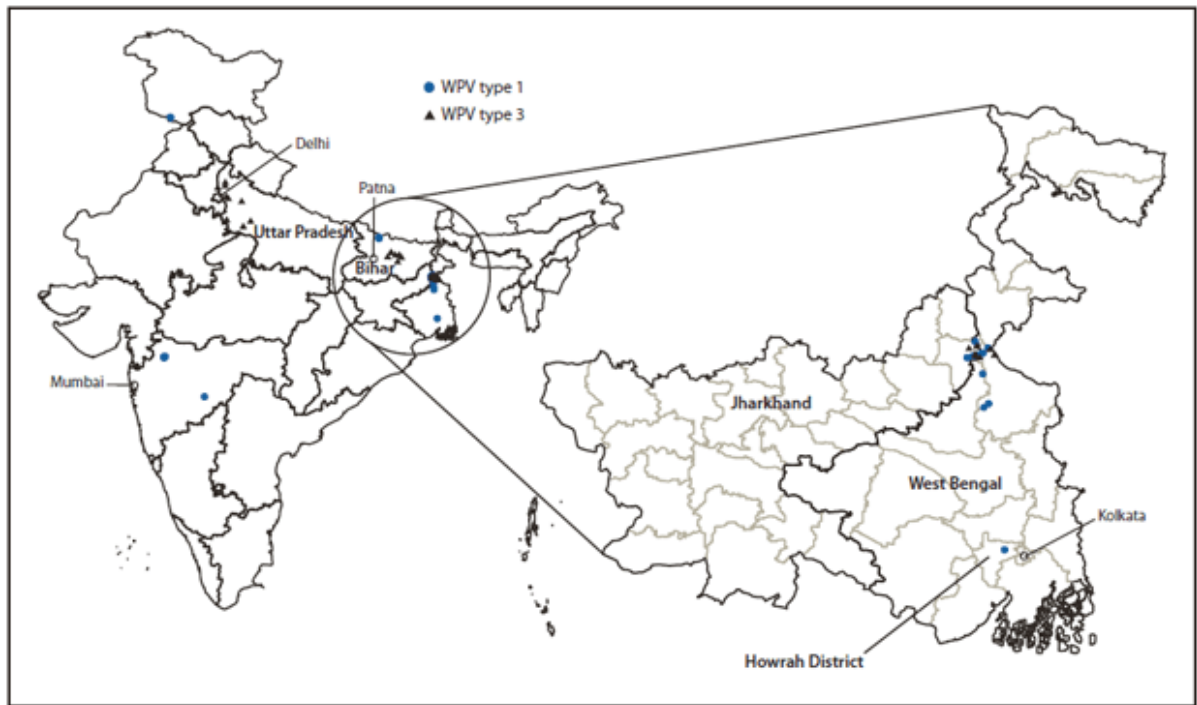 WPV type 1
WPV type 3
Delhi
Patna
Uttar Pradesh
Bihar
Mumbai
Jharkhand
West Bengal
Kolkata
Howrah District